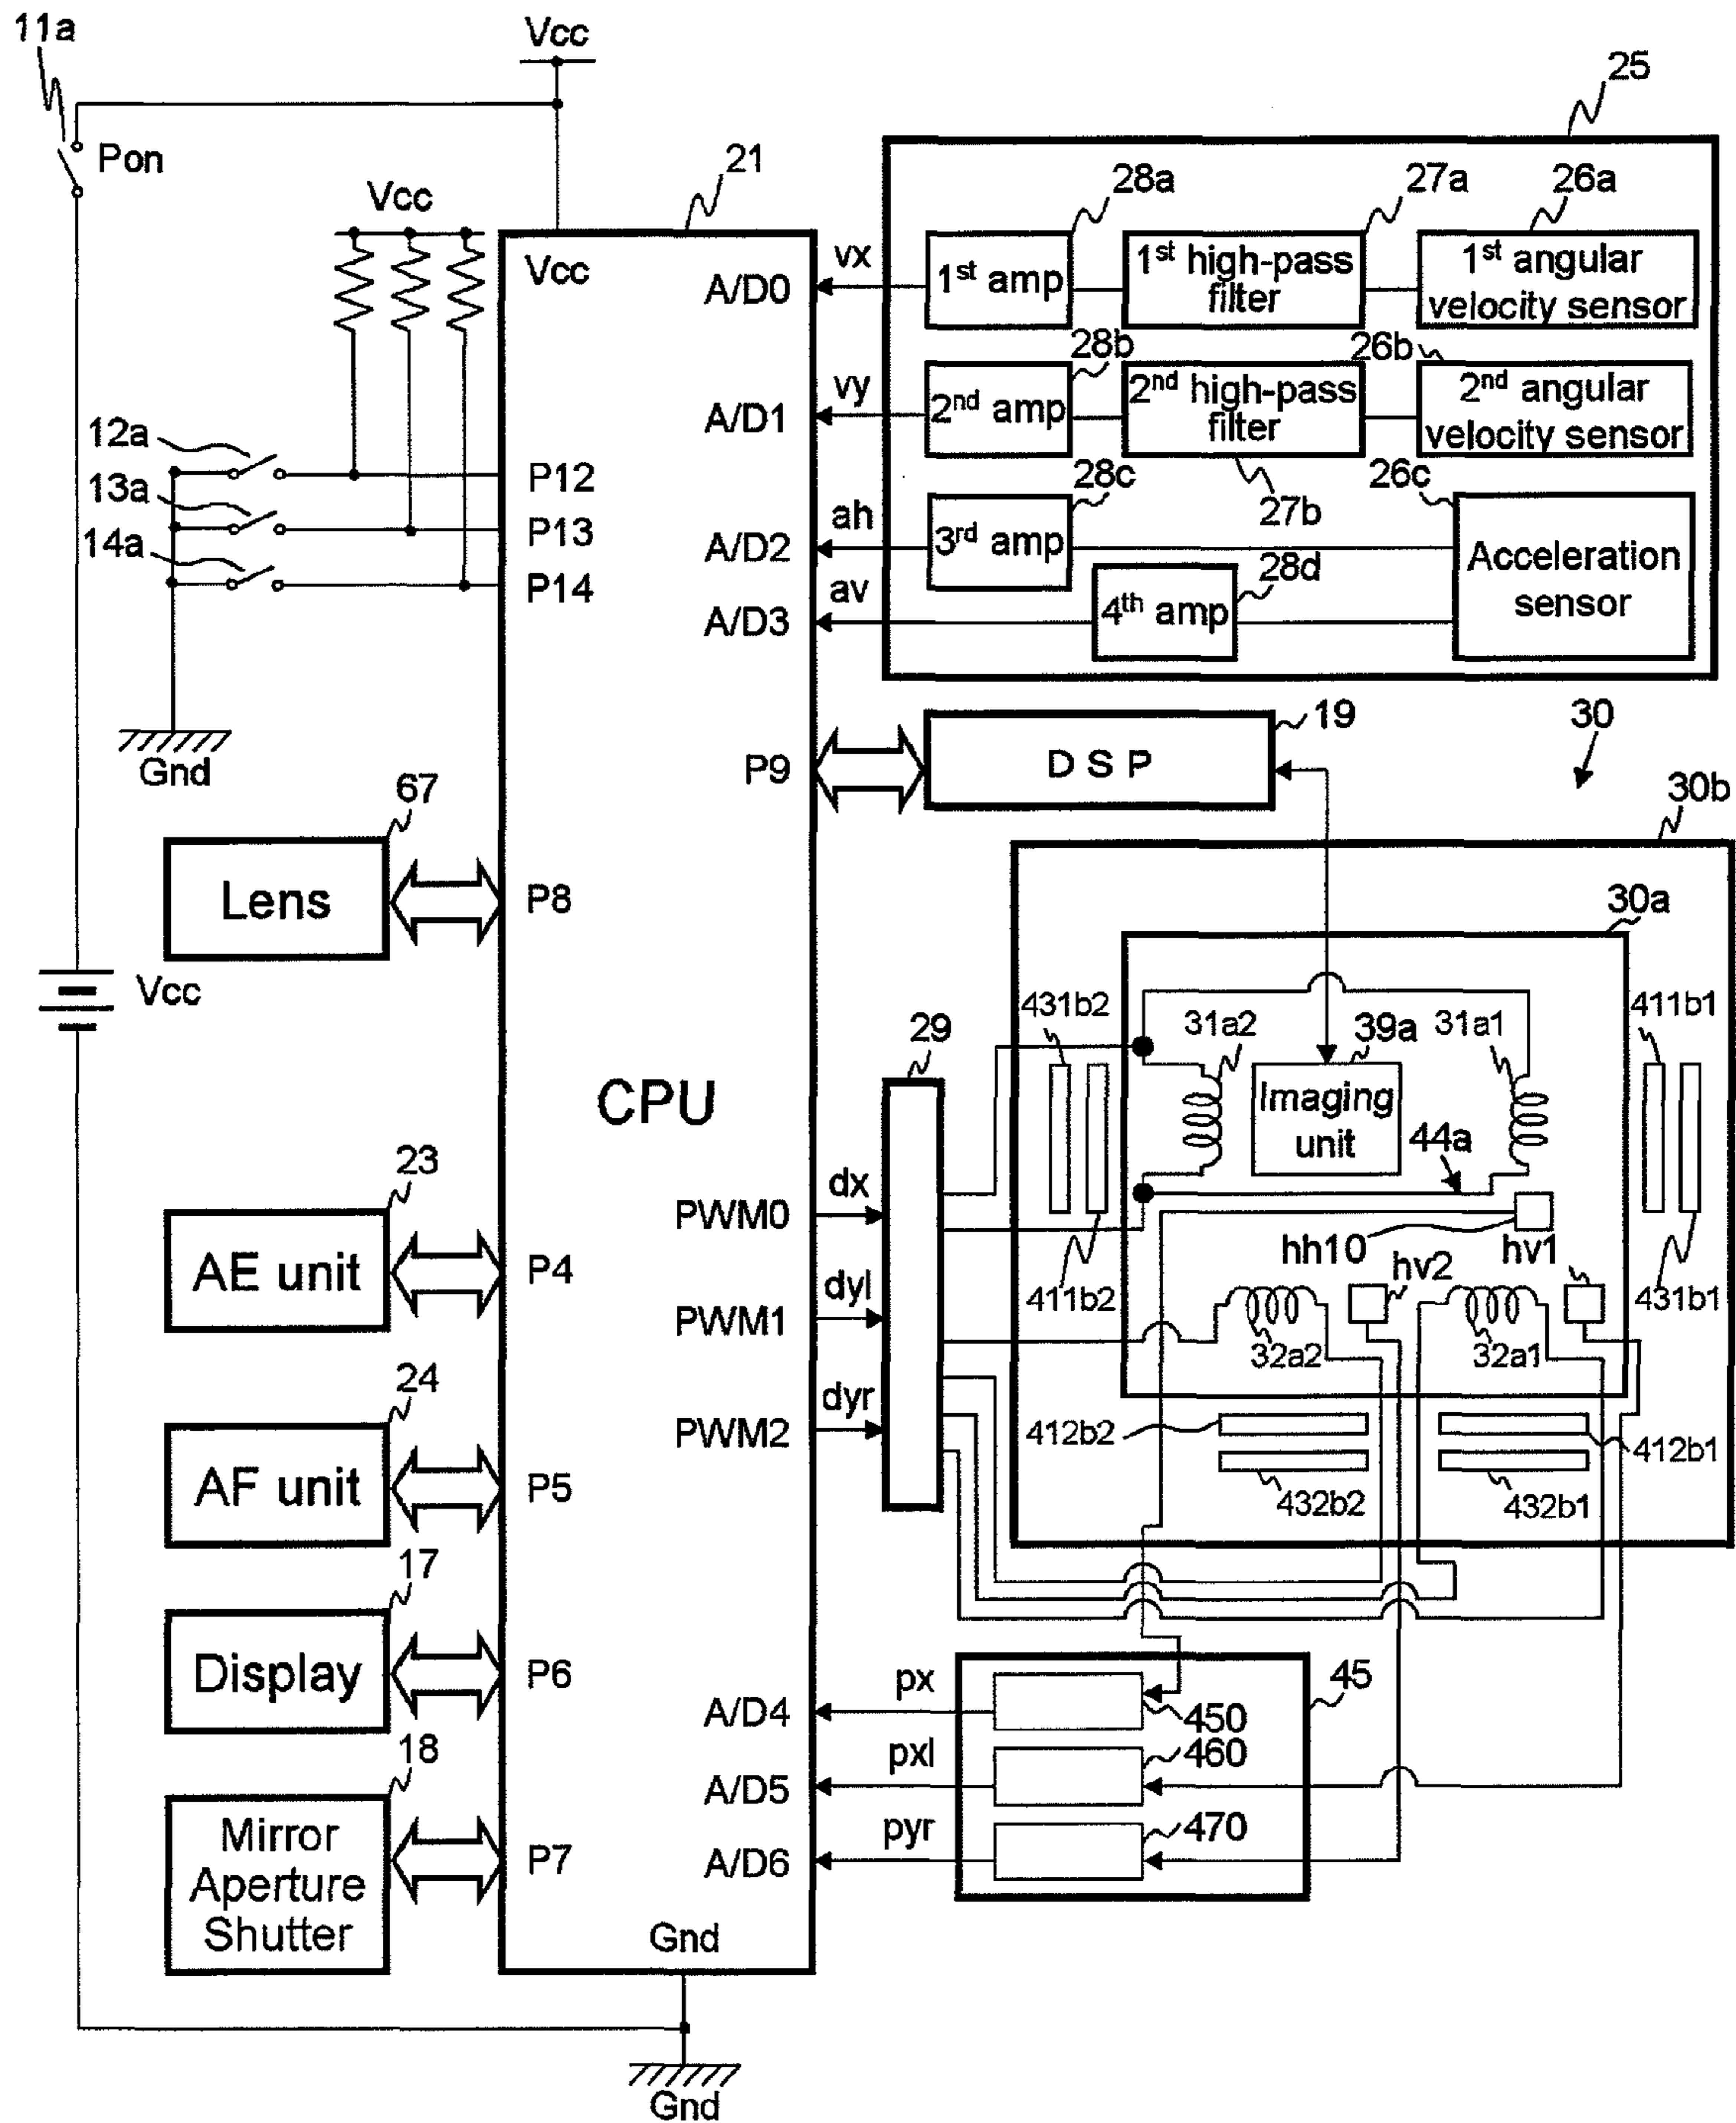 11a
Vcc
Pon
25
21
Vcc
28a
27a
26a
Vcc
A/D0
vx
1st amp
1st high-pass
filter
1st angular
velocity sensor
28b
26b
A/D1
vy
2nd amp
2nd high-pass
filter
2nd angular
velocity sensor
12a
P12
28c
27b
26c
13a
P13
A/D2
ah
3rd amp
Acceleration
sensor
14a
P14
28d
A/D3
av
4th amp
Gnd
P9
D S P
19
30
67
30b
Lens
P8
30a
Vcc
29
431b2
31a2
39a
31a1
411b1
CPU
Imaging
unit
44a
23
PWM0
dx
hh10
hv1
AE unit
P4
411b2
hv2
431b1
PWM1
dyl
32a2
32a1
24
PWM2
dyr
412b2
412b1
AF unit
P5
432b2
432b1
17
Display
P6
45
A/D4
px
450
18
A/D5
pxl
460
Mirror
Aperture
Shutter
P7
A/D6
pyr
470
Gnd
Gnd